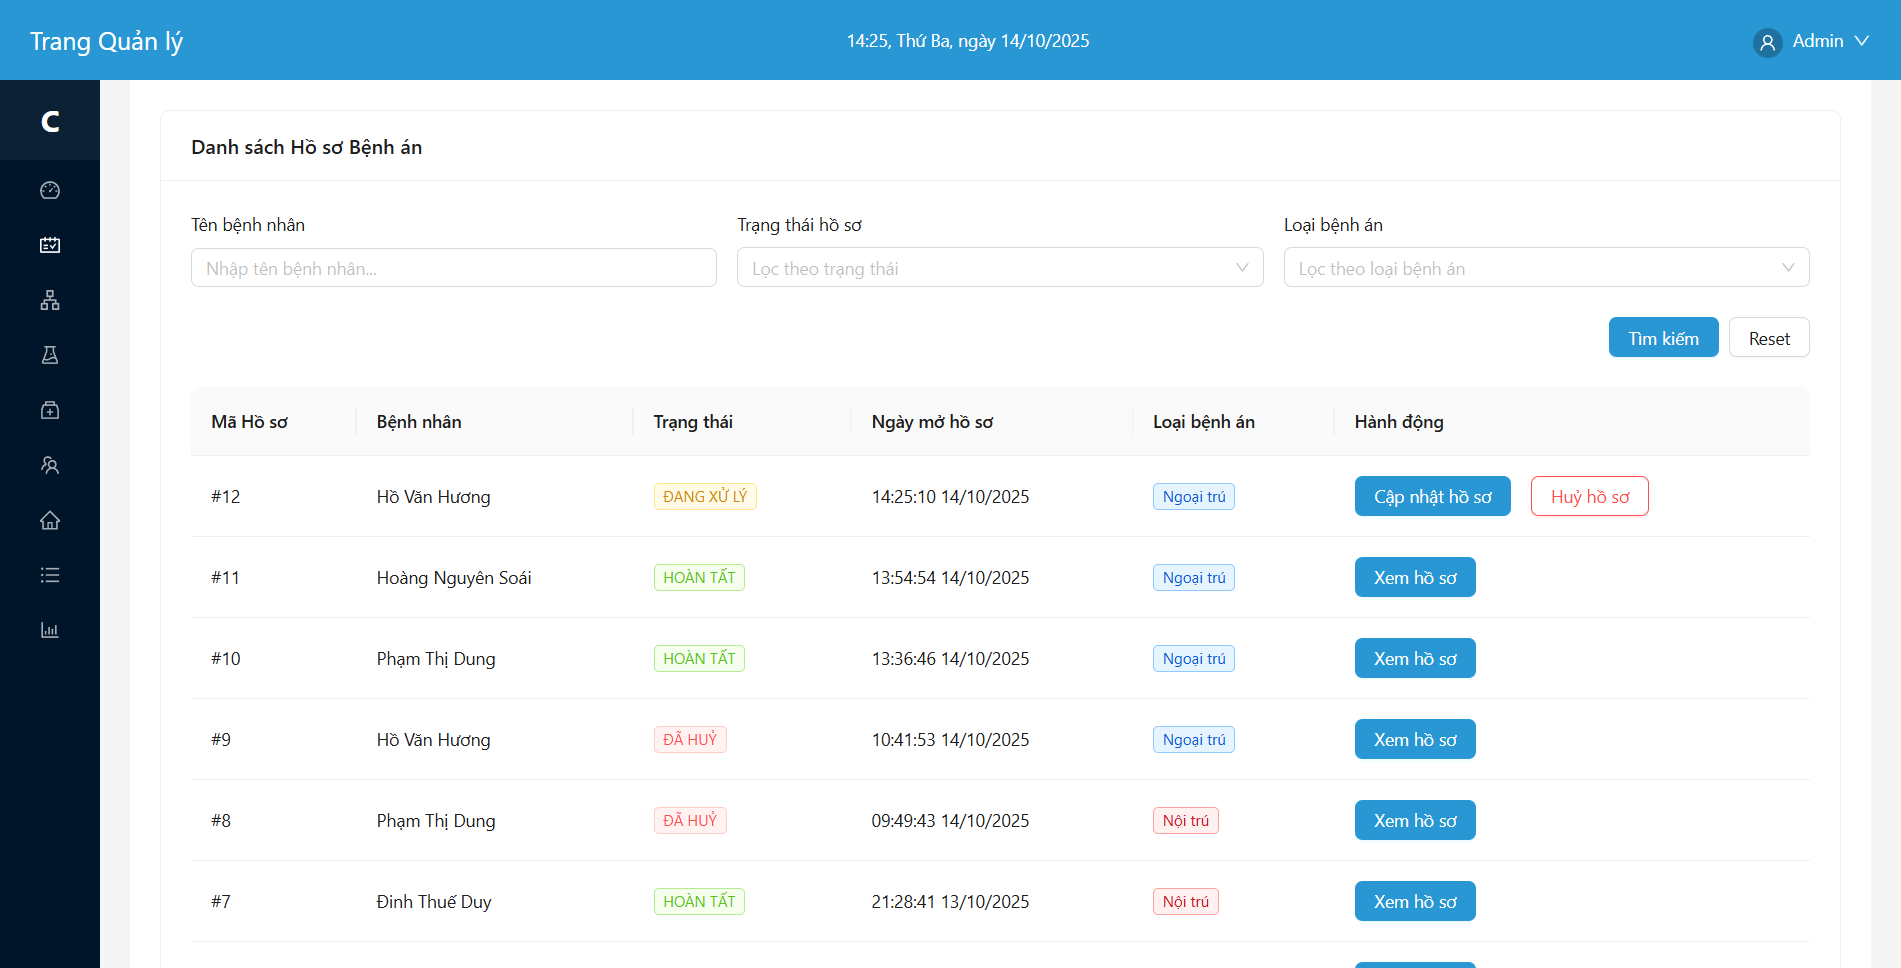 Trang Quản lý
14:25, Thứ Ba, ngày 14/10/2025
Admin
C
Danh sách Hồ sơ Bệnh án
Tên bệnh nhân
Trạng thái hồ sơ
Loại bệnh án
Nhập tên bệnh nhân...
Lọc theo trạng thái
Lọc theo loại bệnh án
Tìm kiếm
Reset
Mã Hồ sơ Bệnh nhân Trạng thái Ngày mở hồ sơ Loại bệnh án Hành động
#12 Hồ Văn Hương ĐANG XỬ LÝ 14:25:10 14/10/2025 Ngoại trú Cập nhật hồ sơ Huỷ hồ sơ
#11 Hoàng Nguyên Soái HOÀN TẤT 13:54:54 14/10/2025 Ngoại trú Xem hồ sơ
#10 Phạm Thị Dung HOÀN TẤT 13:36:46 14/10/2025 Ngoại trú Xem hồ sơ
#9 Hồ Văn Hương ĐÃ HUỶ 10:41:53 14/10/2025 Ngoại trú Xem hồ sơ
#8 Phạm Thị Dung ĐÃ HUỶ 09:49:43 14/10/2025 Nội trú Xem hồ sơ
#7 Đinh Thuế Duy HOÀN TẤT 21:28:41 13/10/2025 Nội trú Xem hồ sơ